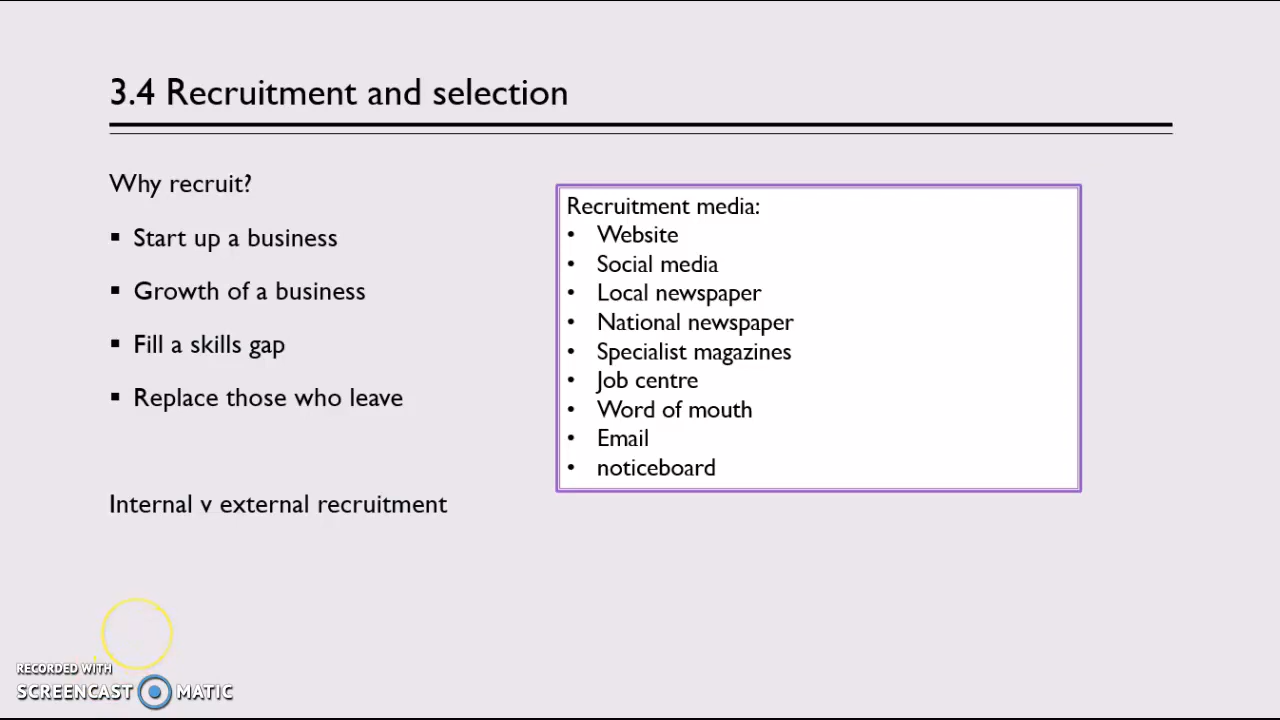 3.4 Recruitment and selection
Why recruit?
▪ Start up a business
▪ Growth of a business
▪ Fill a skills gap
▪ Replace those who leave
Internal v external recruitment
Recruitment media:
• Website
• Social media
• Local newspaper
• National newspaper
• Specialist magazines
• Job centre
• Word of mouth
• Email
• noticeboard
RECORDED WITH
SCREENCAST MATIC